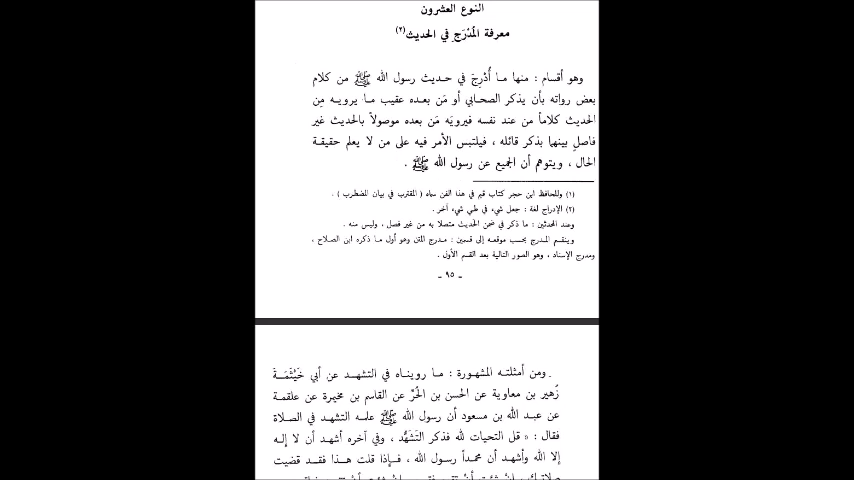 النوع العشرون
معرفة المُدْرَجِ في الحديث (٢)
وهو أقسام : منها ما أُدْرِجَ في حديث رسول الله ﷺ من كلام
بعض رواته بأن يذكر الصحابي أو مَن بعده عقيب ما يرويه مِن
الحديث كلاماً من عند نفسه فيرويَه مَن بعده موصولاً بالحديث غير
فاصلٍ بينهما بذكر قائله ، فيلتبس الأمر فيه على من لا يعلم حقيقة
الحال ، ويتوهم أن الجميع عن رسول الله ﷺ .
(١) وللحافظ ابن حجر كتاب قيم في هذا الفن سماه ( المقترب في بيان المضطرب ) .
(٢) الإدراج لغة : جعل شيء في طي شيء آخر .
وعند المحدثين : ما ذكر في ضمن الحديث متصلا به من غير فصل ، وليس منه .
وينقسم المدرج بحسب موقعه إلى قسمين : مدرج المتن وهو أول ما ذكره ابن الصلاح ،
ومدرج الإسناد ، وهو الصور التالية بعد القسم الأول .
- ٩٥ -
ومن أمثلته المشهورة : ما رويناه في التشهد عن أبي خَيْثَمَةَ
زُهير بن معاوية عن الحسن بن الحُرّ عن القاسم بن مخيمرة عن علقمة
عن عبد الله بن مسعود أن رسول الله ﷺ علمه التشهد في الصلاة
فقال : « قل التحيات لله فذكر التَشَهُّد ، وفي آخره أشهد أن لا إله
إلا الله وأشهد أن محمداً رسول الله ، فإذا قلت هذا فقد قضيت